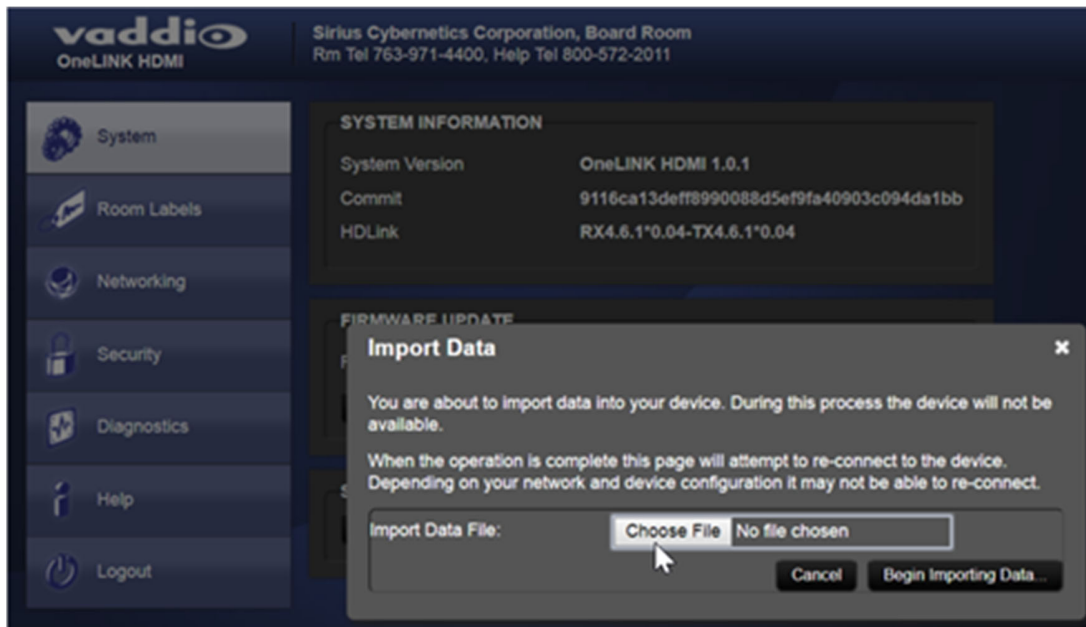 vaddio
OneLINK HDMI
Sirius Cybernetics Corporation, Board Room
Rm Tel 763-971-4400, Help Tel 800-572-2011
System
Room Labels
Networking
Security
Diagnostics
Help
Logout
SYSTEM INFORMATION
System Version OneLINK HDMI 1.0.1
Commit 9116ca13deff8990088d5ef9fa40903c094da1bb
HDLink RX4.6.1*0.04-TX4.6.1*0.04
FIRMWARE UPDATE
Import Data
You are about to import data into your device. During this process the device will not be
available.
When the operation is complete this page will attempt to re-connect to the device.
Depending on your network and device configuration it may not be able to re-connect.
Import Data File: Choose File No file chosen
Cancel Begin Importing Data...